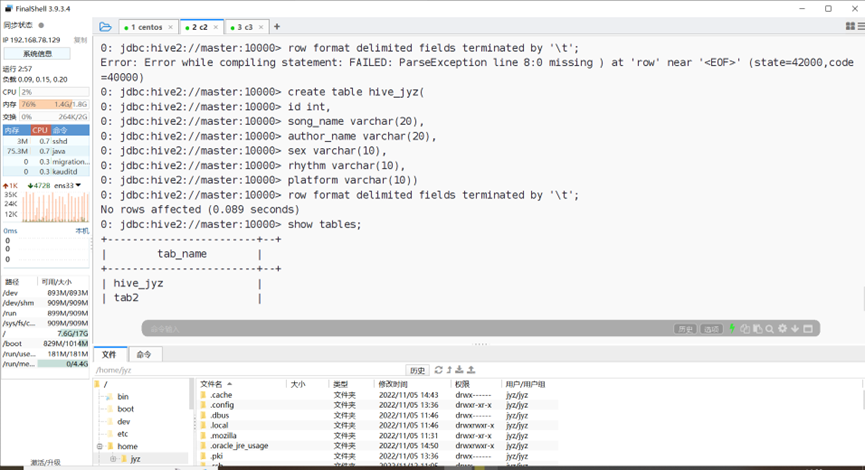 FinalShell 3.9.3.4
同步状态
IP 192.168.78.129 复制
系统信息
运行 2:57
负载 0.09, 0.15, 0.20
CPU 2%
内存 76% 1.4G/1.8G
交换 0% 264K/2G
内存 CPU 命令
3M 0.7 sshd
75.3M 0.7 java
0 0.3 migration...
0 0.3 kauditd
1K 472B ens33
35K
24K
12K
0ms 本机
0
0
0
路径 可用/大小
/dev 893M/893M
/dev/shm 909M/909M
/run 899M/909M
/sys/fs/c... 909M/909M
/ 7.6G/17G
/boot 829M/1014M
/run/use... 181M/181M
/run/me... 0/4.4G
激活/升级
1 centos
2 c2
3 c3
0: jdbc:hive2://master:10000> row format delimited fields terminated by '\t';
Error: Error while compiling statement: FAILED: ParseException line 8:0 missing ) at 'row' near '<EOF>' (state=42000,code
=40000)
0: jdbc:hive2://master:10000> create table hive_jyz(
0: jdbc:hive2://master:10000> id int,
0: jdbc:hive2://master:10000> song_name varchar(20),
0: jdbc:hive2://master:10000> author_name varchar(20),
0: jdbc:hive2://master:10000> sex varchar(10),
0: jdbc:hive2://master:10000> rhythm varchar(10),
0: jdbc:hive2://master:10000> platform varchar(10))
0: jdbc:hive2://master:10000> row format delimited fields terminated by '\t';
No rows affected (0.089 seconds)
0: jdbc:hive2://master:10000> show tables;
+------------------------+--+
| tab_name |
+------------------------+--+
| hive_jyz |
| tab2 |
命令输入
历史 选项
文件 命令
/home/jyz 历史
/
bin
boot
dev
etc
home
jyz
文件名 大小 类型 修改时间 权限 用户/用户组
.cache 文件夹 2022/11/05 14:43 drwx------ jyz/jyz
.config 文件夹 2022/11/05 13:36 drwxr-xr-x jyz/jyz
.dbus 文件夹 2022/11/05 11:46 drwx------ jyz/jyz
.local 文件夹 2022/11/05 11:46 drwxrwxr-x jyz/jyz
.mozilla 文件夹 2022/11/05 11:31 drwxr-xr-x jyz/jyz
.oracle_jre_usage 文件夹 2022/11/05 14:50 drwxrwxr-x jyz/jyz
.pki 文件夹 2022/11/05 13:36 drwx------ jyz/jyz